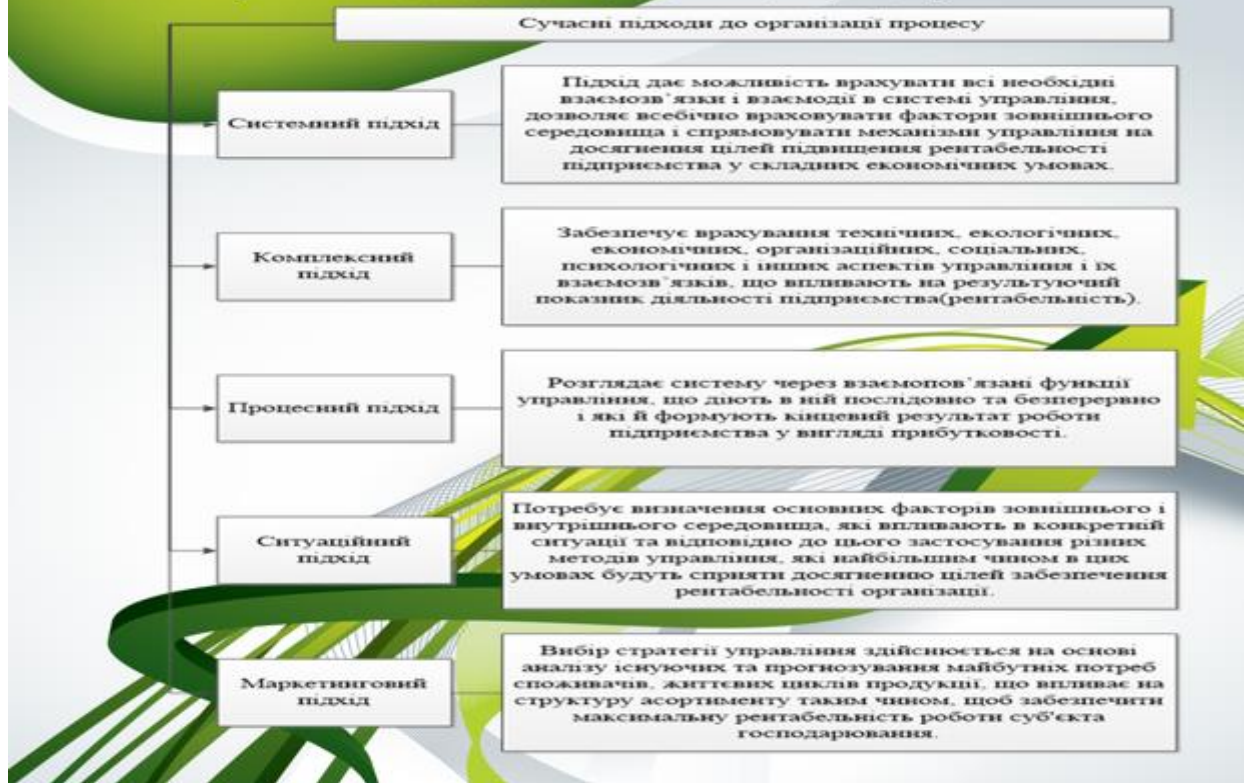 Сучасні підходи до організації процесу
Системний підхід
Підхід дає можливість врахувати всі необхідні
взаємозв`язки і взаємодії в системі управління,
дозволяє всебічно враховувати фактори зовнішнього
середовища і спрямовувати механізми управління на
досягнення цілей підвищення рентабельності
підприємства у складних економічних умовах.
Комплексний
підхід
Забезпечує врахування технічних, екологічних,
економічних, організаційних, соціальних,
психологічних і інших аспектів управління і їх
взаємозв`язків, що впливають на результуючий
показник діяльності підприємства(рентабельність).
Процесний підхід
Розглядає систему через взаємопов`язані функції
управління, що діють в ній послідовно та безперервно
і які й формують кінцевий результат роботи
підприємства у вигляді прибутковості.
Ситуаційний
підхід
Потребує визначення основних факторів зовнішнього і
внутрішнього середовища, які впливають в конкретній
ситуації та відповідно до цього застосування різних
методів управління, які найбільшим чином в цих
умовах будуть сприяти досягненню цілей забезпечення
рентабельності організації.
Маркетинговий
підхід
Вибір стратегії управління здійснюється на основі
аналізу існуючих та прогнозування майбутніх потреб
споживачів, життєвих циклів продукції, що впливає на
структуру асортименту таким чином, щоб забезпечити
максимальну рентабельність роботи суб'єкта
господарювання.